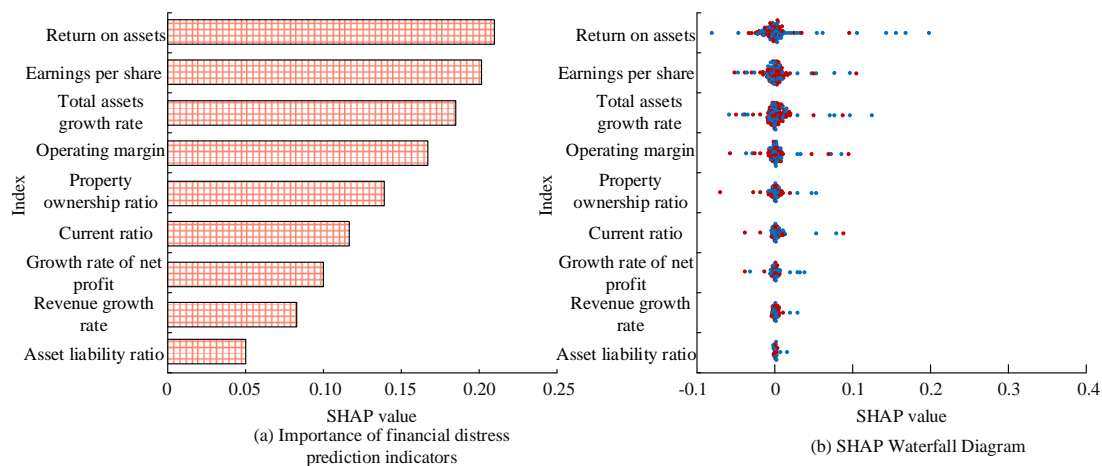 Return on assets
Earnings per share
Total assets
growth rate
Operating margin
Property
ownership ratio
Current ratio
Growth rate of net
profit
Revenue growth
rate
Asset liability ratio
Index
0
0.05
0.10
0.15
0.20
0.25
SHAP value
(a) Importance of financial distress
prediction indicators
Return on assets
Earnings per share
Total assets
growth rate
Operating margin
Property
ownership ratio
Current ratio
Growth rate of net
profit
Revenue growth
rate
Asset liability ratio
Index
-0.1
0
0.1
0.2
0.3
0.4
SHAP value
(b) SHAP Waterfall Diagram